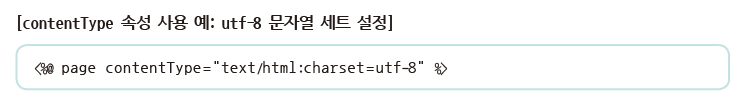 [contentType 속성 사용 예: utf-8 문자열 세트 설정]
<%@ page contentType="text/html:charset=utf-8" %>